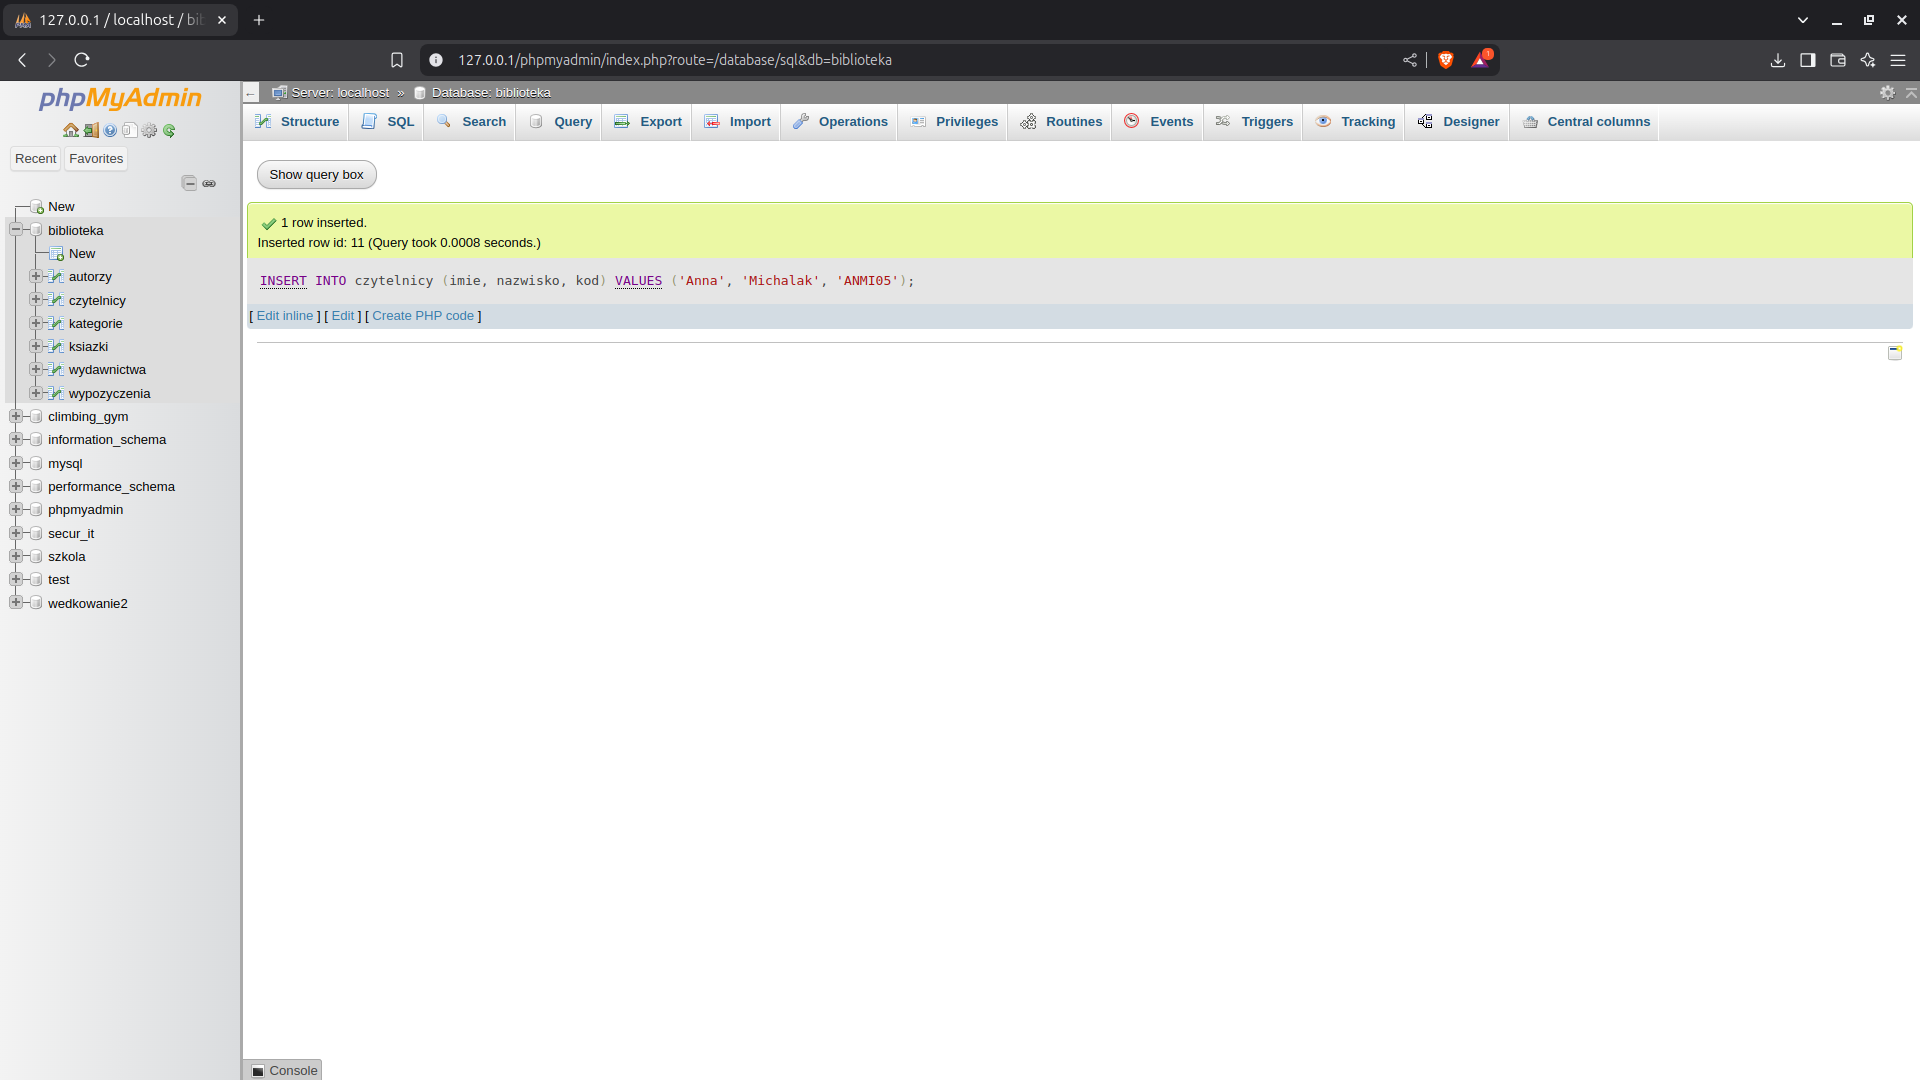 127.0.0.1 / localhost / bib
127.0.0.1/phpmyadmin/index.php?route=/database/sql&db=biblioteka
1
phpMyAdmin
Recent
Favorites
New
biblioteka
New
autorzy
czytelnicy
kategorie
ksiazki
wydawnictwa
wypozyczenia
climbing_gym
information_schema
mysql
performance_schema
phpmyadmin
secur_it
szkola
test
wedkowanie2
Server: localhost » Database: biblioteka
Structure SQL Search Query Export Import Operations Privileges Routines Events Triggers Tracking Designer Central columns
Show query box
1 row inserted.
Inserted row id: 11 (Query took 0.0008 seconds.)
INSERT INTO czytelnicy (imie, nazwisko, kod) VALUES ('Anna', 'Michalak', 'ANMI05');
[ Edit inline ] [ Edit ] [ Create PHP code ]
Console